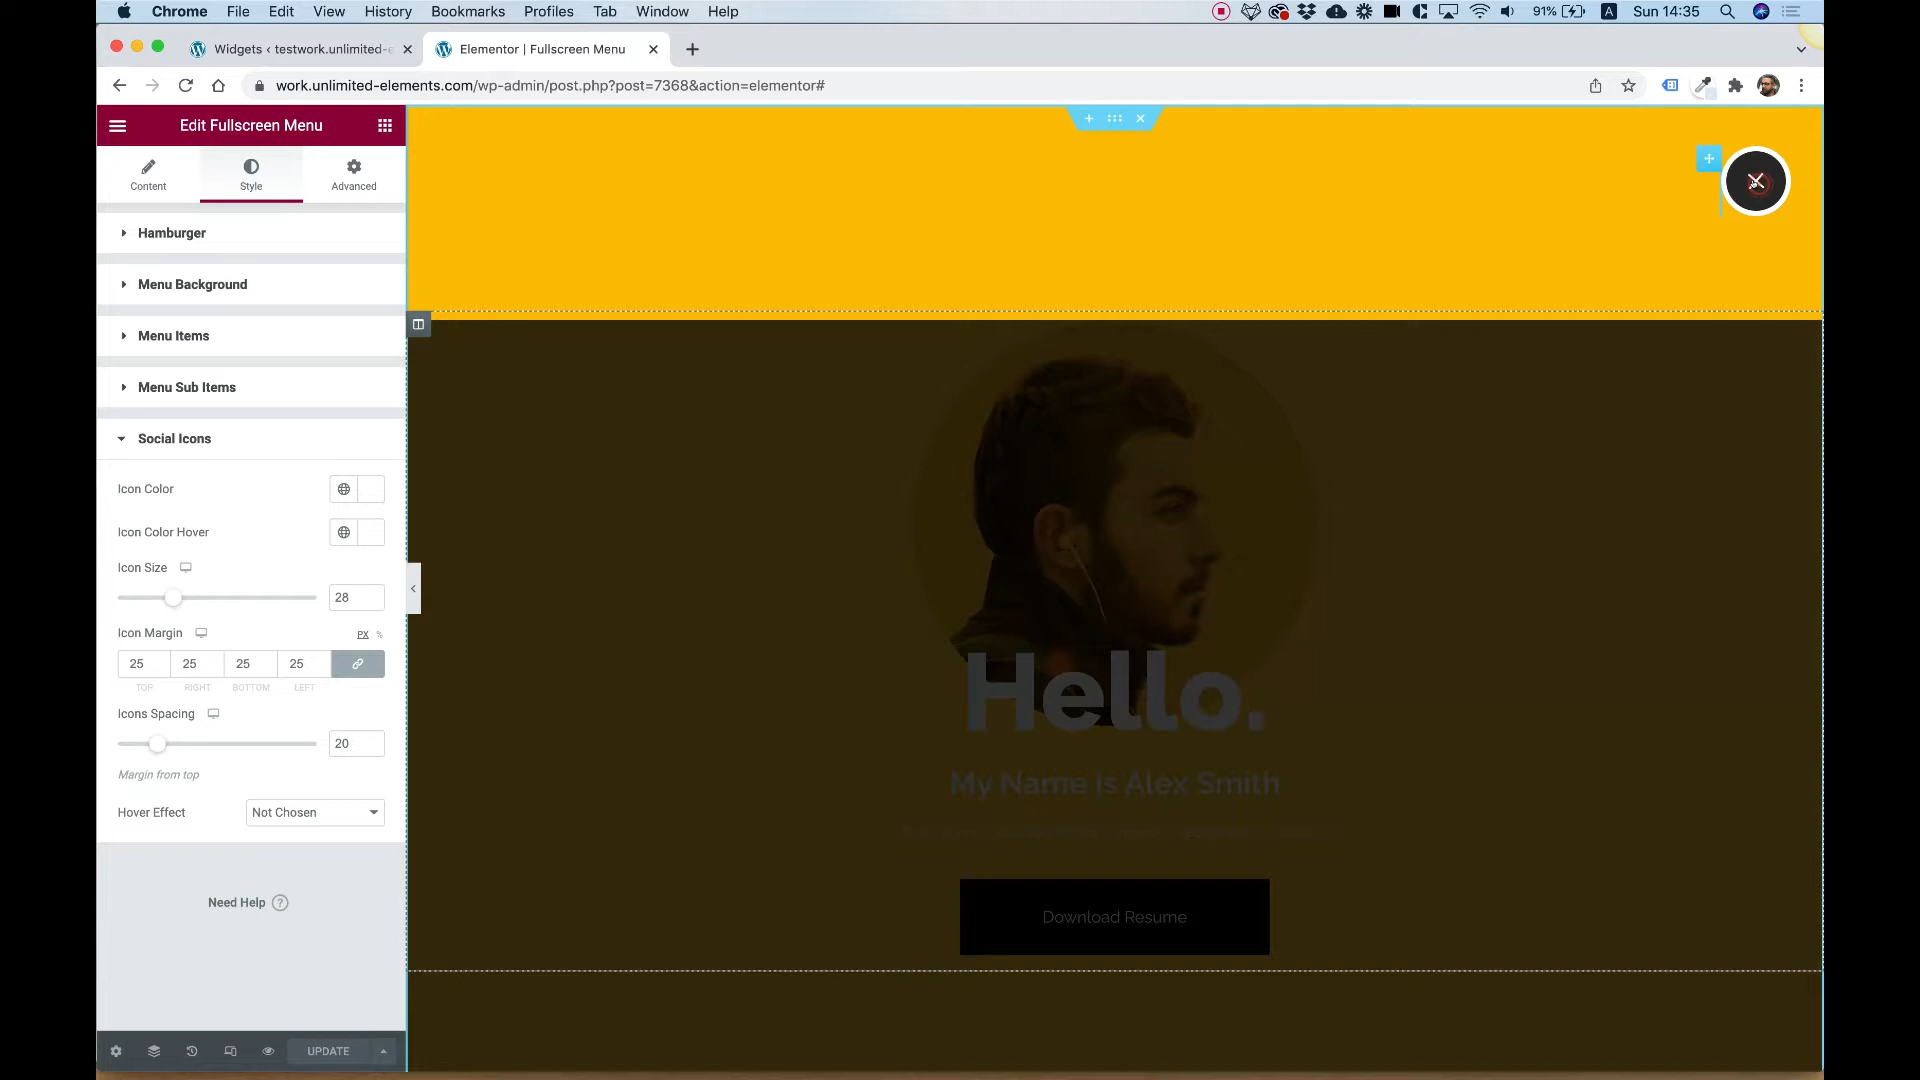 Chrome File Edit View History Bookmarks Profiles Tab Window Help
91% A Sun 14:35
Widgets ‹ testwork.unlimited-e
Elementor | Fullscreen Menu
work.unlimited-elements.com/wp-admin/post.php?post=7368&action=elementor#
Edit Fullscreen Menu
Content Style Advanced
Hamburger
Menu Background
Menu Items
Menu Sub Items
Social Icons
Icon Color
Icon Color Hover
Icon Size
28
Icon Margin PX %
25 25 25 25
TOP RIGHT BOTTOM LEFT
Icons Spacing
20
Margin from top
Hover Effect Not Chosen
Need Help ?
UPDATE
Hello.
My Name is Alex Smith
Download Resume